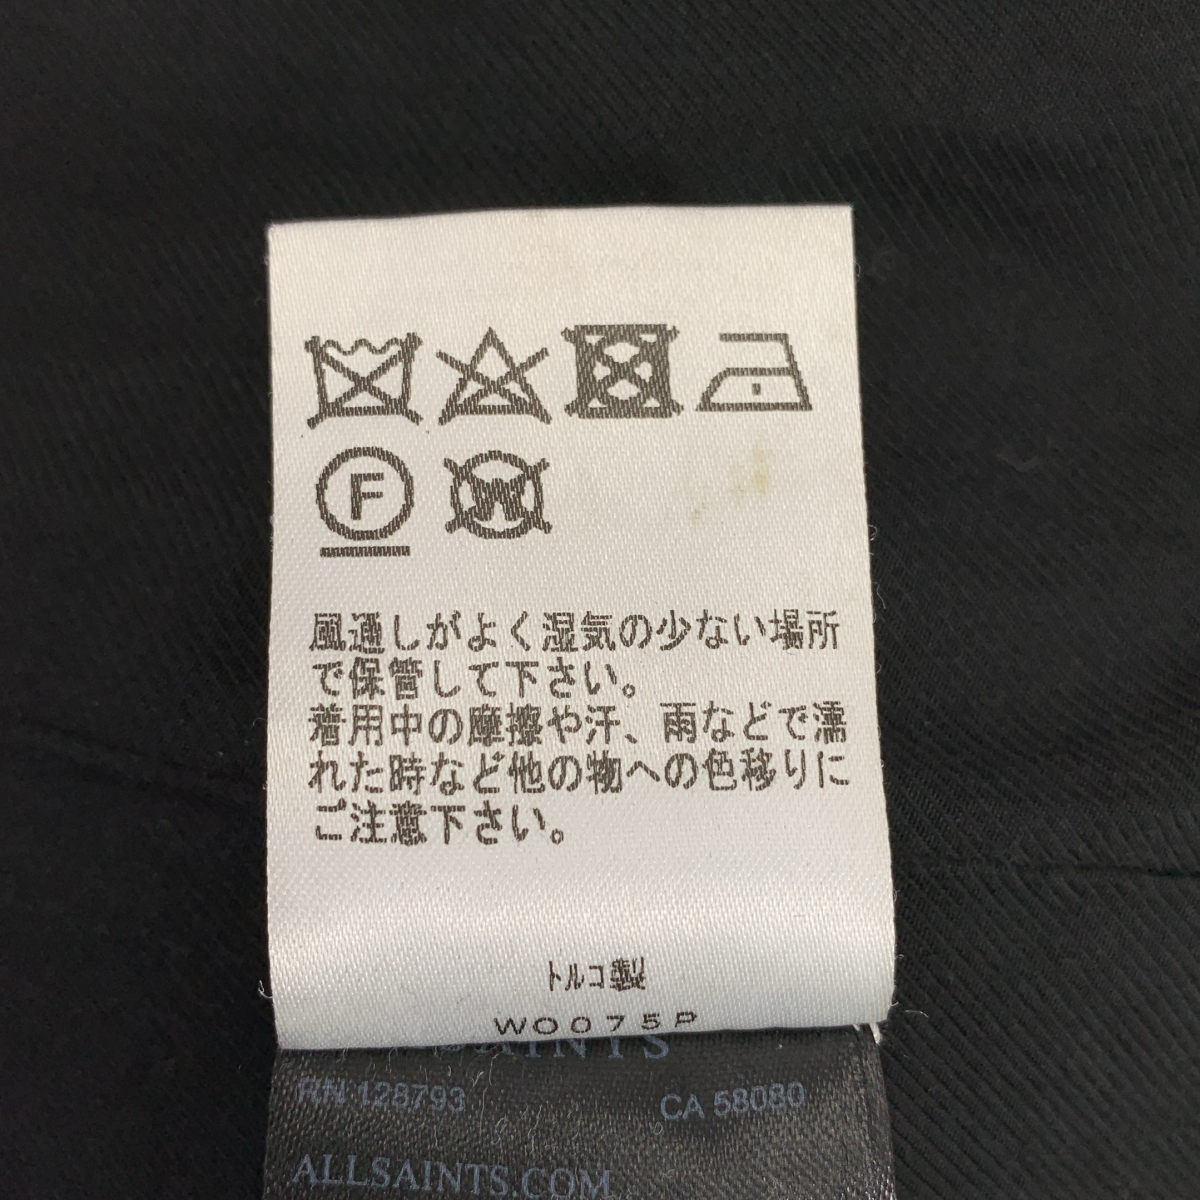 F W
風通しがよく湿気の少ない場所
で保管して下さい。
着用中の摩擦や汗、雨などで濡
れた時など他の物への色移りに
ご注意下さい。
トルコ製
WO075P
RN 128793 CA 58080
ALLSAINTS.COM